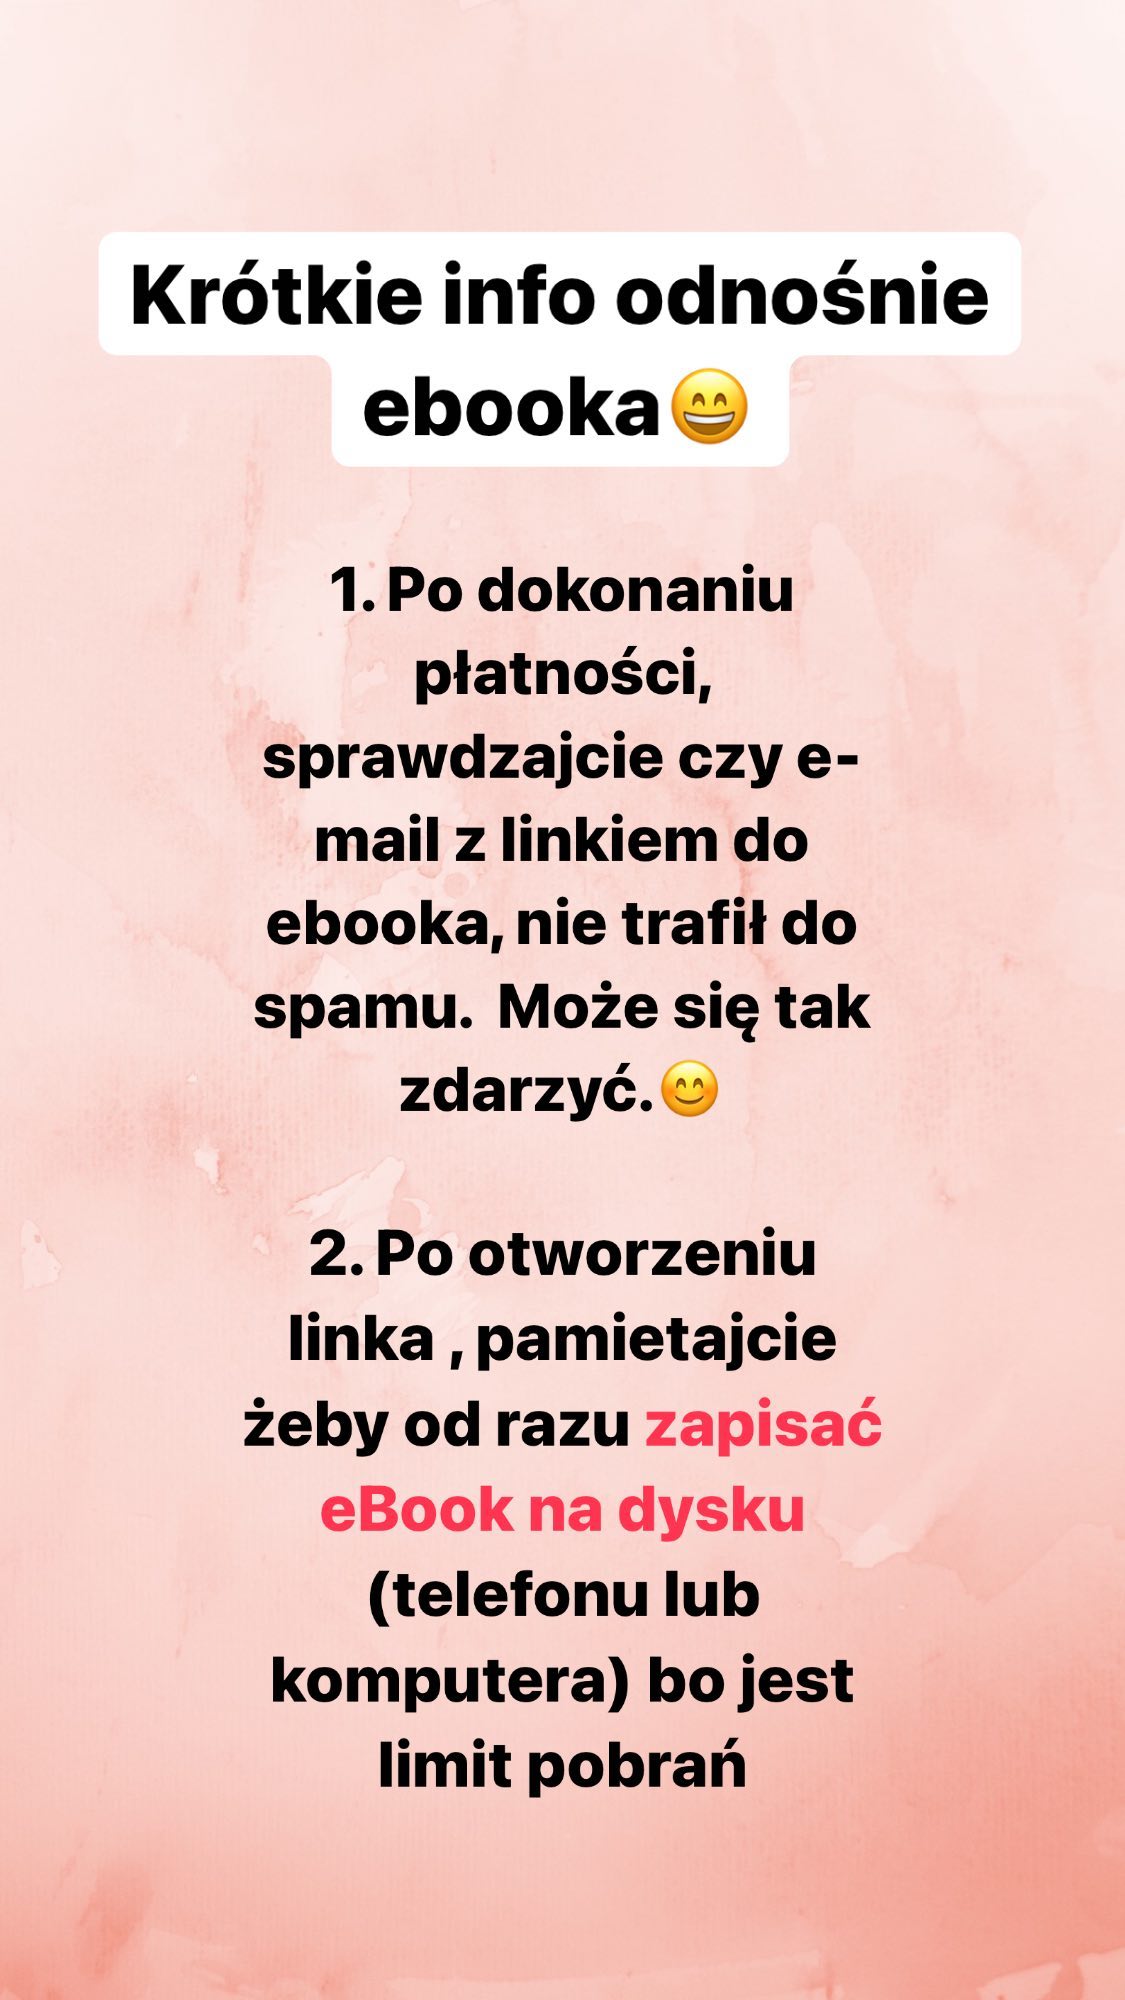 Krótkie info odnośnie
ebooka😄
1. Po dokonaniu
płatności,
sprawdzajcie czy e-
mail z linkiem do
ebooka, nie trafił do
spamu.  Może się tak
zdarzyć.😊
2. Po otworzeniu
linka , pamietajcie
żeby od razu zapisać
eBook na dysku
(telefonu lub
komputera) bo jest
limit pobrań